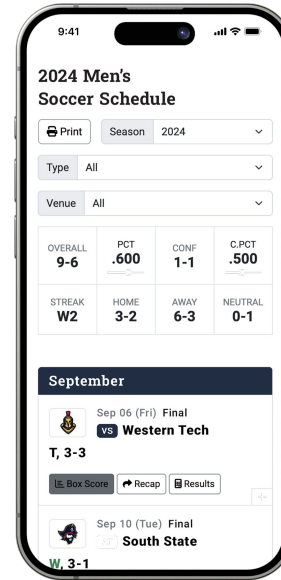 9:41
2024 Men's
Soccer Schedule
Print Season 2024
Type All
Venue All
OVERALL PCT CONF C.PCT
9-6 .600 1-1 .500
STREAK HOME AWAY NEUTRAL
W2 3-2 6-3 0-1
September
Sep 06 (Fri) Final
VS Western Tech
T, 3-3
Box Score Recap Results
Sep 10 (Tue) Final
South State
W, 3-1